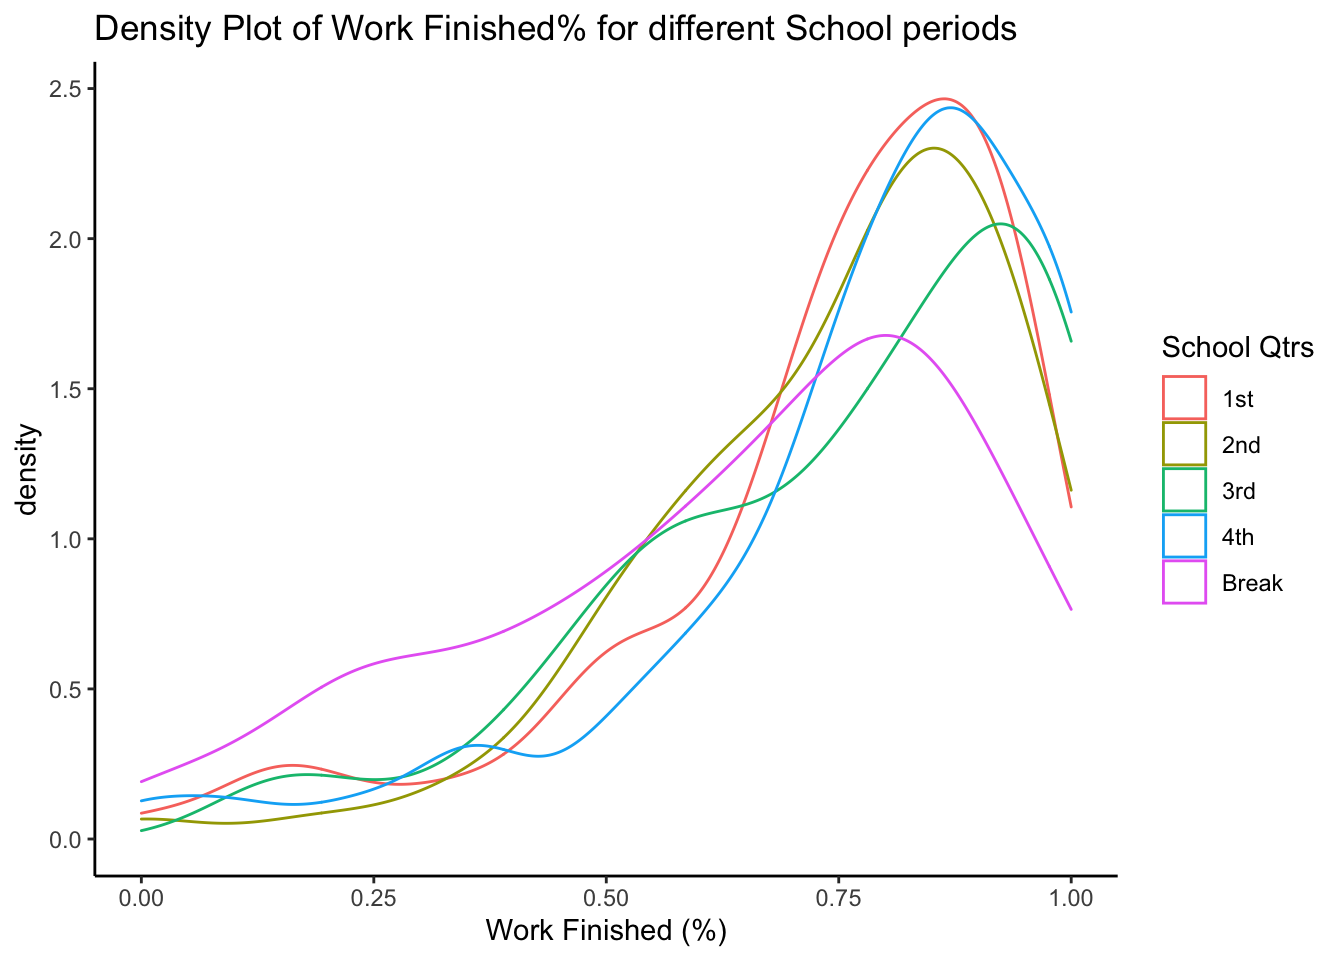 Density Plot of Work Finished% for different School periods
2.5
2.0
1.5
1.0
0.5
0.0
density
0.00 0.25 0.50 0.75 1.00
Work Finished (%)
School Qtrs
1st
2nd
3rd
4th
Break